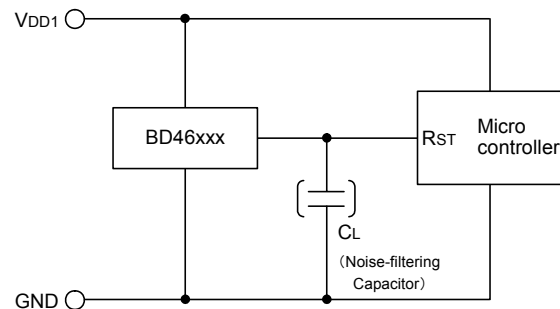 VDD1
BD46xxx
RST
Micro
controller
CL
(Noise-filtering
Capacitor)
GND